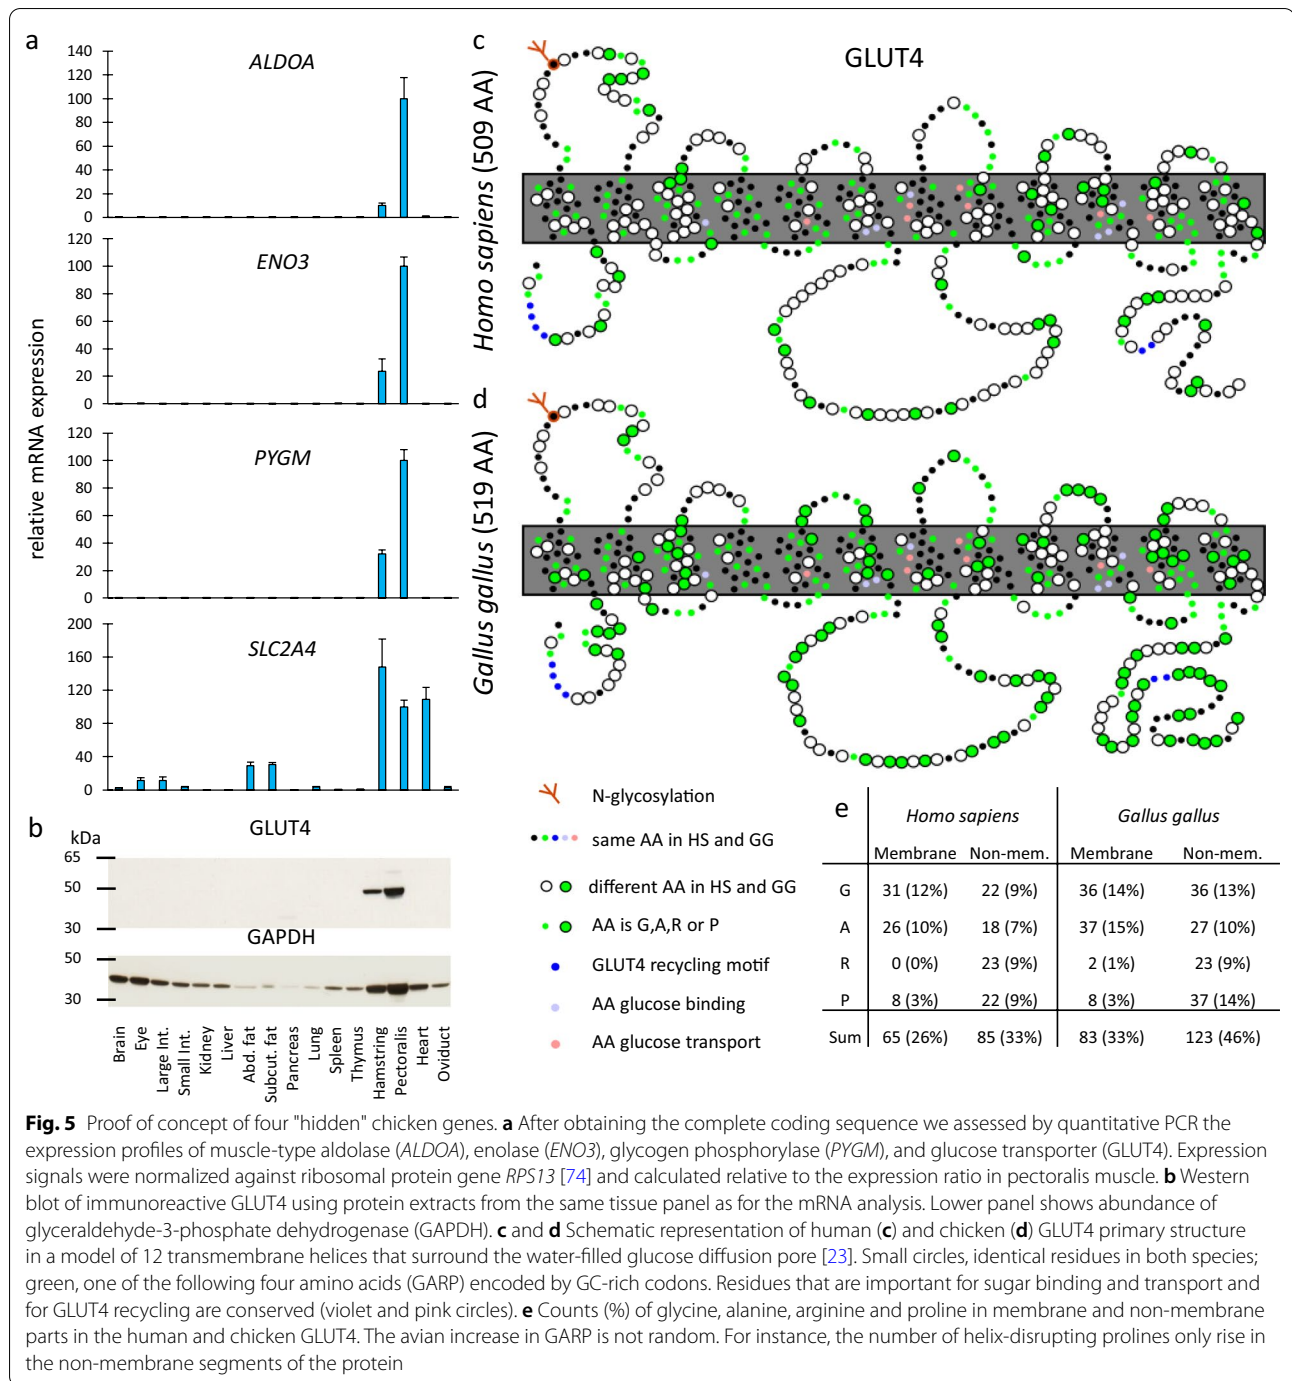 a
relative mRNA expression
ALDOA
140
120
100
80
60
40
20
0
ENO3
120
100
80
60
40
20
0
PYGM
120
100
80
60
40
20
0
SLC2A4
200
160
120
80
40
0
b
GLUT4
kDa
65
50
30
GAPDH
50
30
Brain
Eye
Large Int.
Small Int.
Kidney
Liver
Abd. fat
Subcut. fat
Pancreas
Lung
Spleen
Thymus
Hamstring
Pectoralis
Heart
Oviduct
c
GLUT4
Homo sapiens (509 AA)
d
Gallus gallus (519 AA)
N-glycosylation
same AA in HS and GG
different AA in HS and GG
AA is G,A,R or P
GLUT4 recycling motif
AA glucose binding
AA glucose transport
e
Homo sapiens Gallus gallus
Membrane Non-mem. Membrane Non-mem.
G 31 (12%) 22 (9%) 36 (14%) 36 (13%)
A 26 (10%) 18 (7%) 37 (15%) 27 (10%)
R 0 (0%) 23 (9%) 2 (1%) 23 (9%)
P 8 (3%) 22 (9%) 8 (3%) 37 (14%)
Sum 65 (26%) 85 (33%) 83 (33%) 123 (46%)
Fig. 5 Proof of concept of four "hidden" chicken genes. a After obtaining the complete coding sequence we assessed by quantitative PCR the
expression profiles of muscle-type aldolase (ALDOA), enolase (ENO3), glycogen phosphorylase (PYGM), and glucose transporter (GLUT4). Expression
signals were normalized against ribosomal protein gene RPS13 [74] and calculated relative to the expression ratio in pectoralis muscle. b Western
blot of immunoreactive GLUT4 using protein extracts from the same tissue panel as for the mRNA analysis. Lower panel shows abundance of
glyceraldehyde-3-phosphate dehydrogenase (GAPDH). c and d Schematic representation of human (c) and chicken (d) GLUT4 primary structure
in a model of 12 transmembrane helices that surround the water-filled glucose diffusion pore [23]. Small circles, identical residues in both species;
green, one of the following four amino acids (GARP) encoded by GC-rich codons. Residues that are important for sugar binding and transport and
for GLUT4 recycling are conserved (violet and pink circles). e Counts (%) of glycine, alanine, arginine and proline in membrane and non-membrane
parts in the human and chicken GLUT4. The avian increase in GARP is not random. For instance, the number of helix-disrupting prolines only rise in
the non-membrane segments of the protein